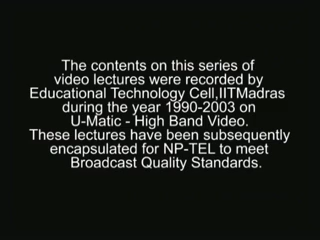 The contents on this series of
video lectures were recorded by
Educational Technology Cell,IITMadras
during the year 1990-2003 on
U-Matic - High Band Video.
These lectures have been subsequently
encapsulated for NP-TEL to meet
Broadcast Quality Standards.